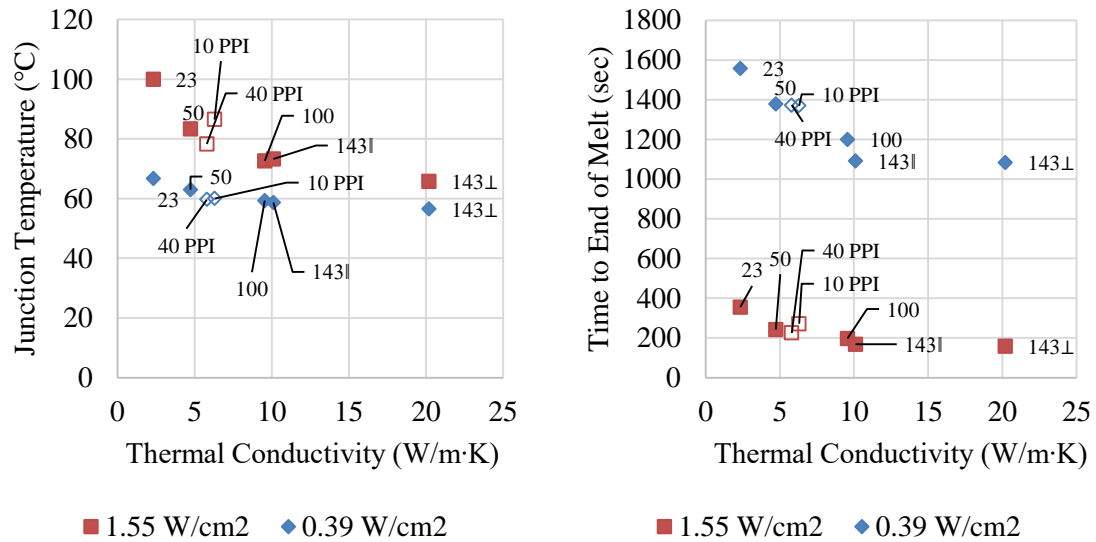 Junction Temperature (°C)
120
100
80
60
40
20
0
10 PPI
23
40 PPI
50
100
143∥
143⊥
50
23
10 PPI
143⊥
40 PPI
100
143∥
0 5 10 15 20 25
Thermal Conductivity (W/m·K)
1.55 W/cm2 0.39 W/cm2
Time to End of Melt (sec)
1800
1600
1400
1200
1000
800
600
400
200
0
23
50
10 PPI
40 PPI
100
143∥
143⊥
23
50
40 PPI
10 PPI
100
143∥
143⊥
0 5 10 15 20 25
Thermal Conductivity (W/m·K)
1.55 W/cm2 0.39 W/cm2